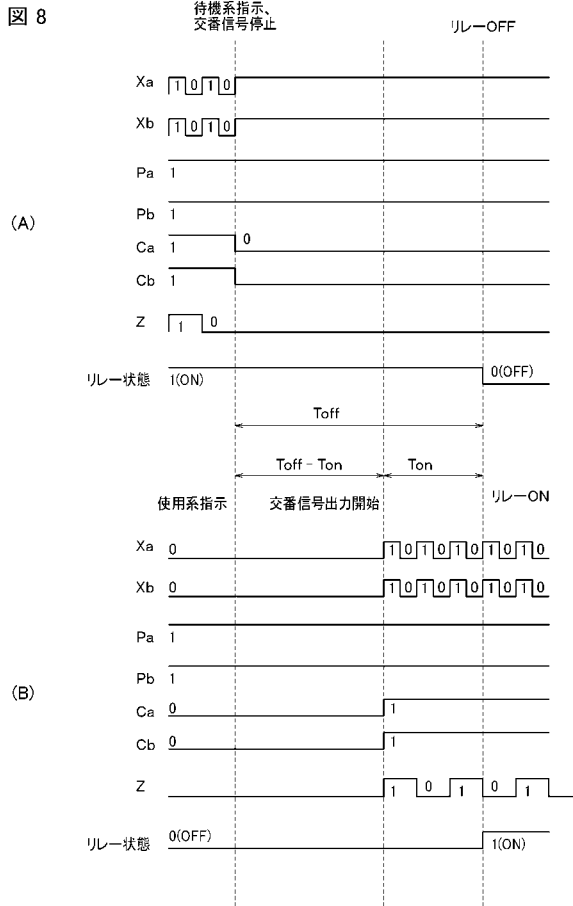 図 8
待機系指示、
交番信号停止
リレーOFF
Xa 1 0 1 0
Xb 1 0 1 0
Pa 1
Pb 1
(A)
Ca 1 0
Cb 1
Z 1 0
リレー状態 1(ON) 0(OFF)
Toff
Toff - Ton Ton
使用系指示 交番信号出力開始 リレーON
Xa 0 1 0 1 0 1 0 1 0 1 0
Xb 0 1 0 1 0 1 0 1 0 1 0
Pa 1
Pb 1
(B)
Ca 0 1
Cb 0 1
Z 1 0 1 0 1
リレー状態 0(OFF) 1(ON)